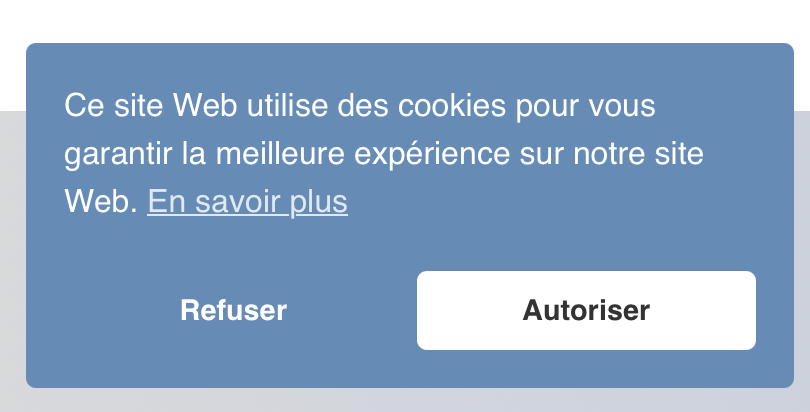 Ce site Web utilise des cookies pour vous
garantir la meilleure expérience sur notre site
Web. En savoir plus
Refuser
Autoriser